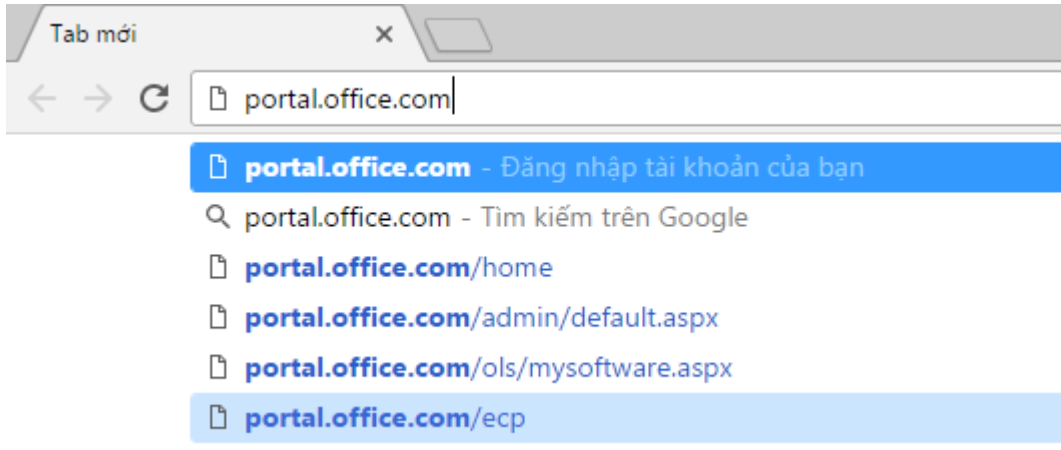 Tab mới
portal.office.com
portal.office.com - Đăng nhập tài khoản của bạn
portal.office.com - Tìm kiếm trên Google
portal.office.com/home
portal.office.com/admin/default.aspx
portal.office.com/ols/mysoftware.aspx
portal.office.com/ecp